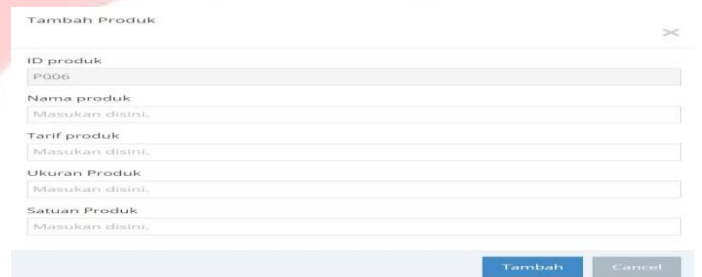 Tambah Produk
ID produk
P006
Nama produk
Masukan disini.
Tarif produk
Masukan disini.
Ukuran Produk
Masukan disini.
Satuan Produk
Masukan disini.
Tambah Cancel